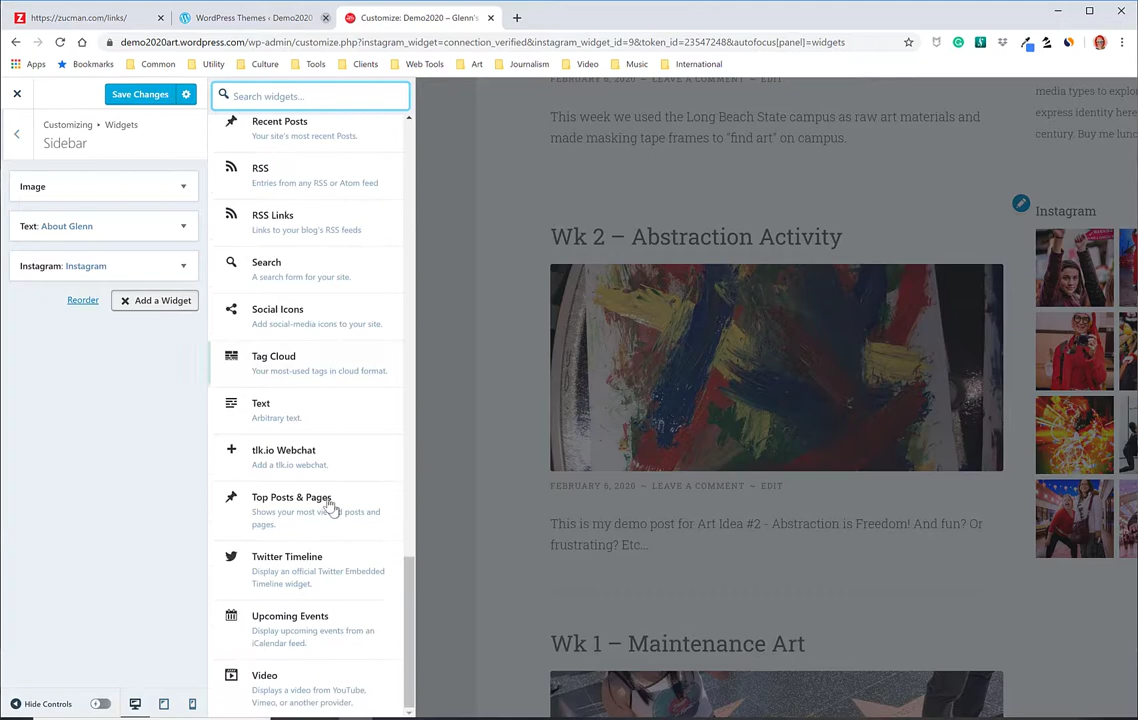 https://zucman.com/links/
WordPress Themes ‹ Demo2020
Customize: Demo2020 – Glenn's
demo2020art.wordpress.com/wp-admin/customize.php?instagram_widget=connection_verified&instagram_widget_id=9&token_id=23547248&autofocus[panel]=widgets
Apps
Bookmarks
Common
Utility
Culture
Tools
Clients
Web Tools
Art
Journalism
Video
Music
International
Save Changes
Customizing • Widgets
Sidebar
Image
Text: About Glenn
Instagram: Instagram
Reorder
Add a Widget
Hide Controls
Search widgets...
Recent Posts
Your site's most recent Posts.
RSS
Entries from any RSS or Atom feed
RSS Links
Links to your blog's RSS feeds
Search
A search form for your site.
Social Icons
Add social-media icons to your site.
Tag Cloud
Your most-used tags in cloud format.
Text
Arbitrary text.
tlk.io Webchat
Add a tlk.io webchat.
Top Posts & Pages
Shows your most viewed posts and
pages.
Twitter Timeline
Display an official Twitter Embedded
Timeline widget.
Upcoming Events
Display upcoming events from an
iCalendar feed.
Video
Displays a video from YouTube,
Vimeo, or another provider.
FEBRUARY 6, 2020 ~ LEAVE A COMMENT ~ EDIT
This week we used the Long Beach State campus as raw art materials and
made masking tape frames to "find art" on campus.
Wk 2 – Abstraction Activity
FEBRUARY 6, 2020 ~ LEAVE A COMMENT ~ EDIT
This is my demo post for Art Idea #2 - Abstraction is Freedom! And fun? Or
frustrating? Etc...
Wk 1 – Maintenance Art
media types to explor
express identity here
century. Buy me lunc
Instagram